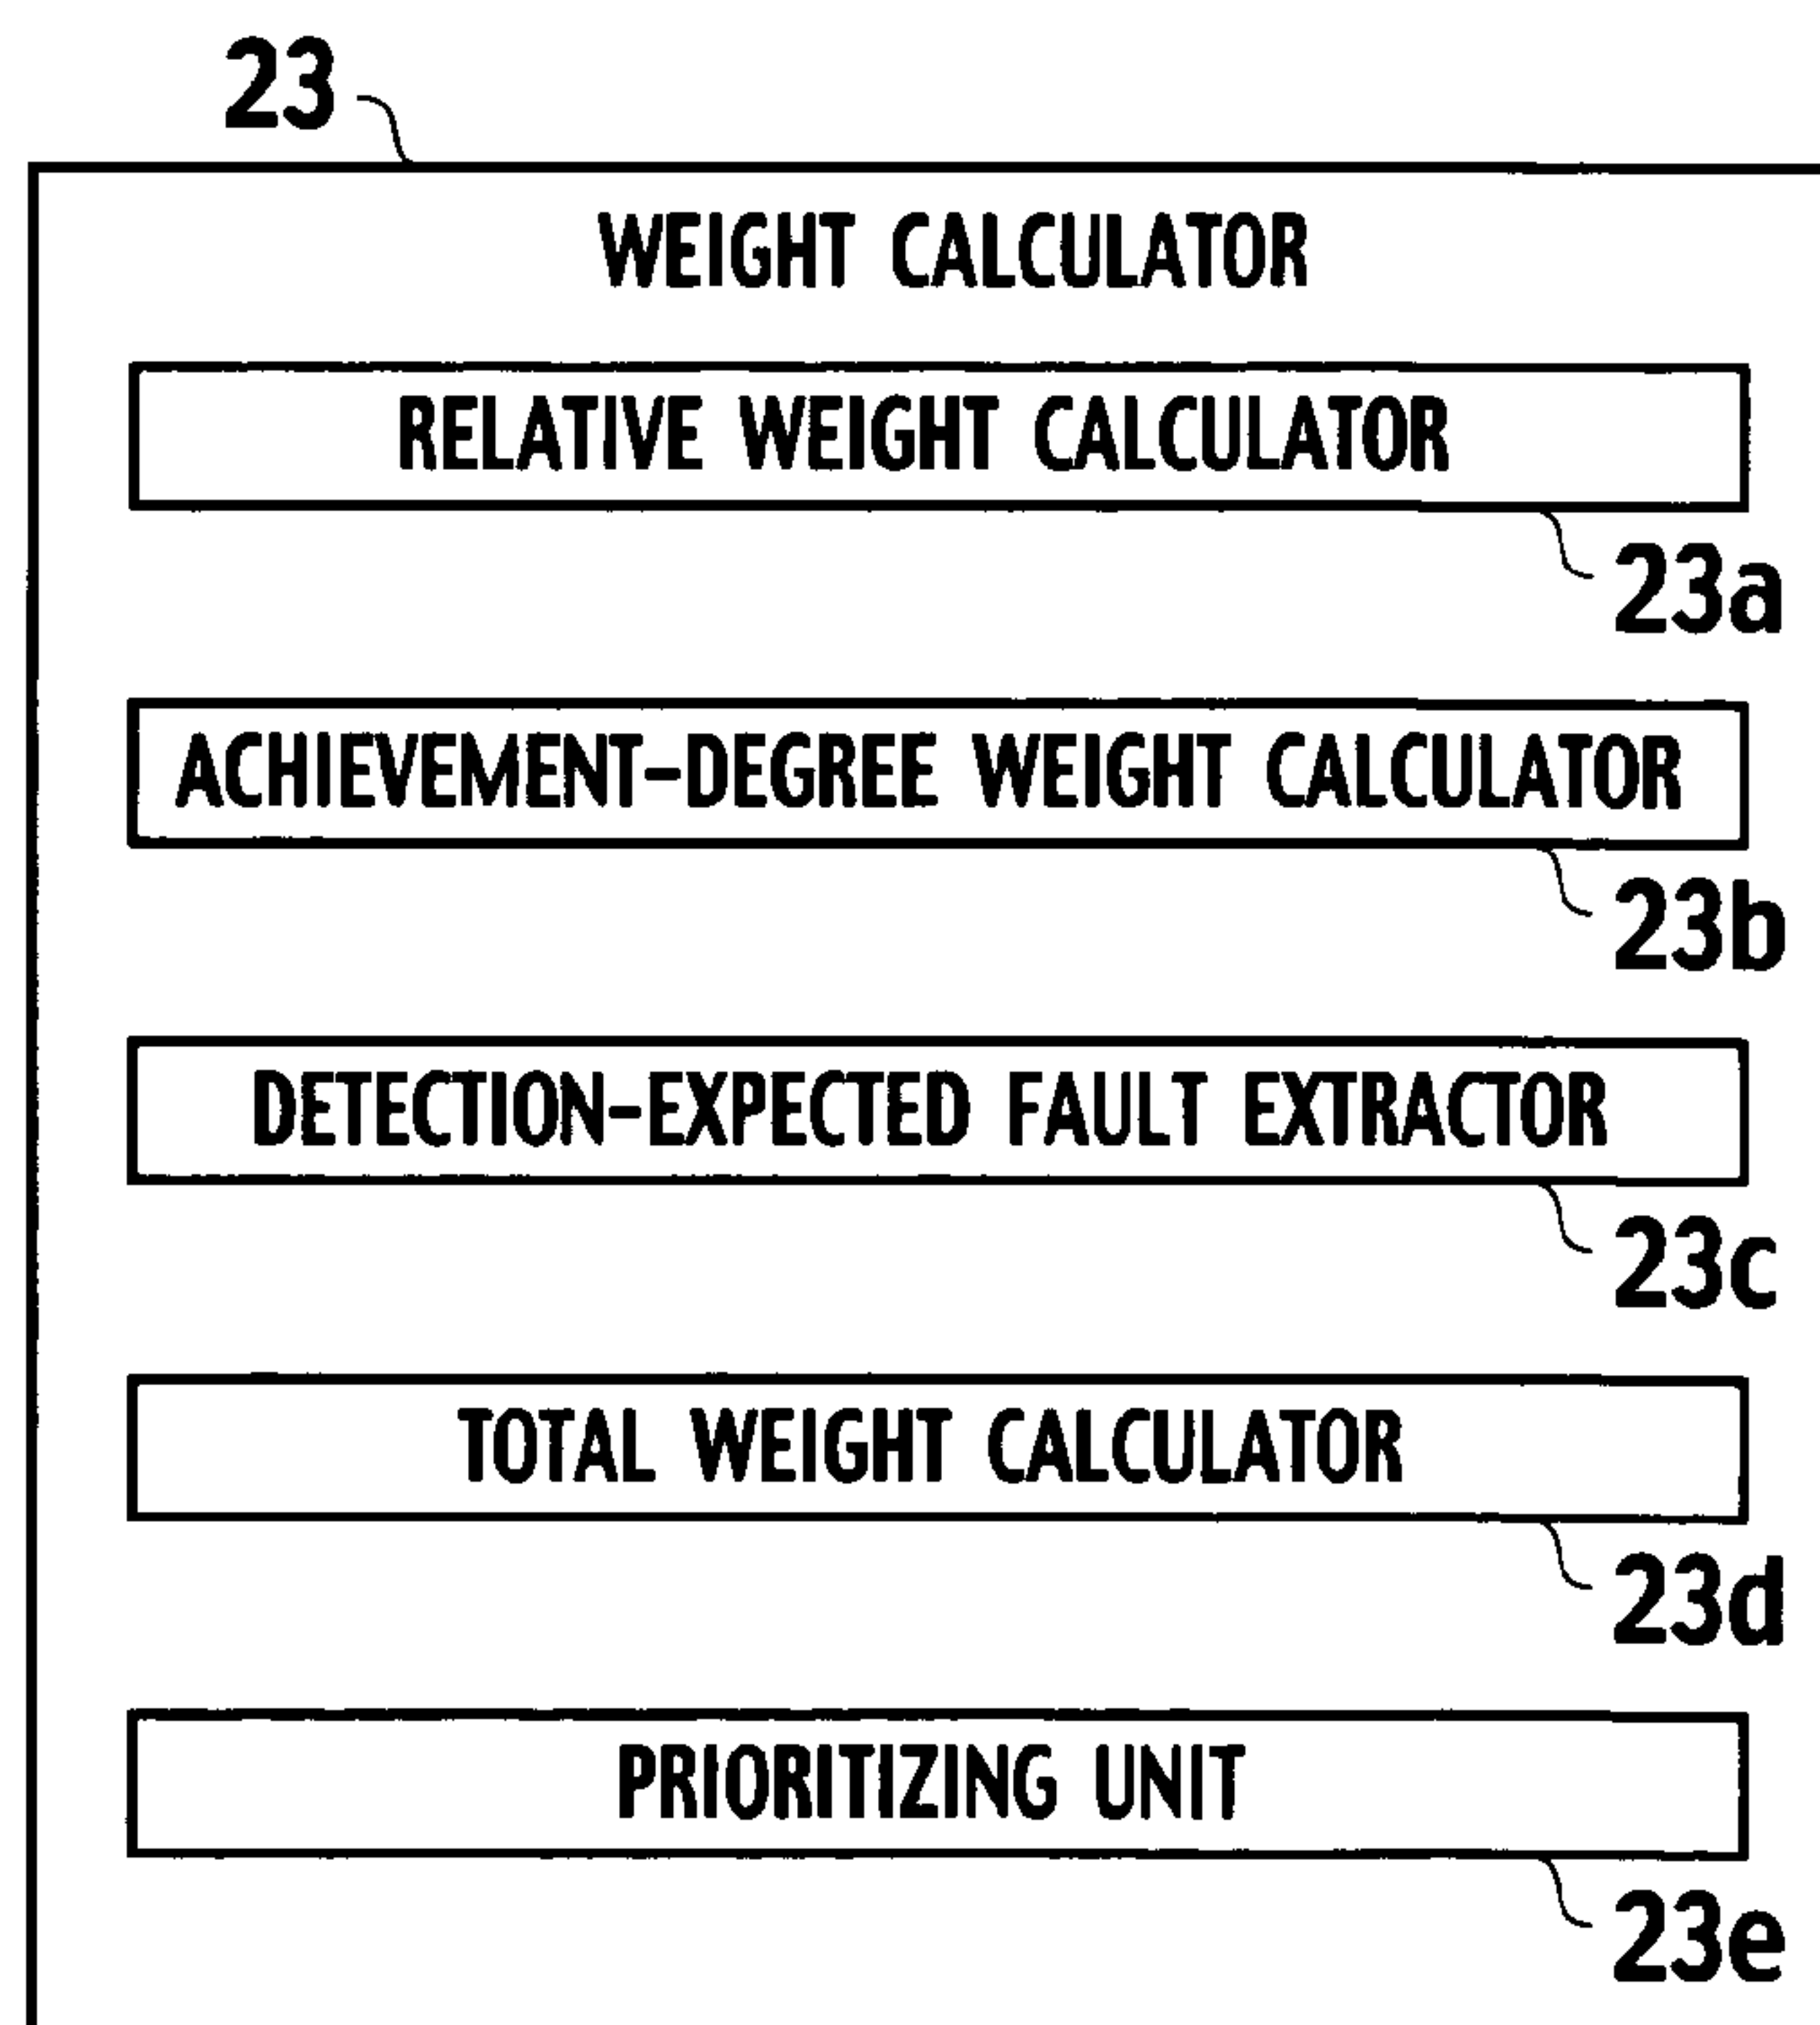 23
WEIGHT CALCULATOR
RELATIVE WEIGHT CALCULATOR
23a
ACHIEVEMENT-DEGREE WEIGHT CALCULATOR
23b
DETECTION-EXPECTED FAULT EXTRACTOR
23c
TOTAL WEIGHT CALCULATOR
23d
PRIORITIZING UNIT
23e